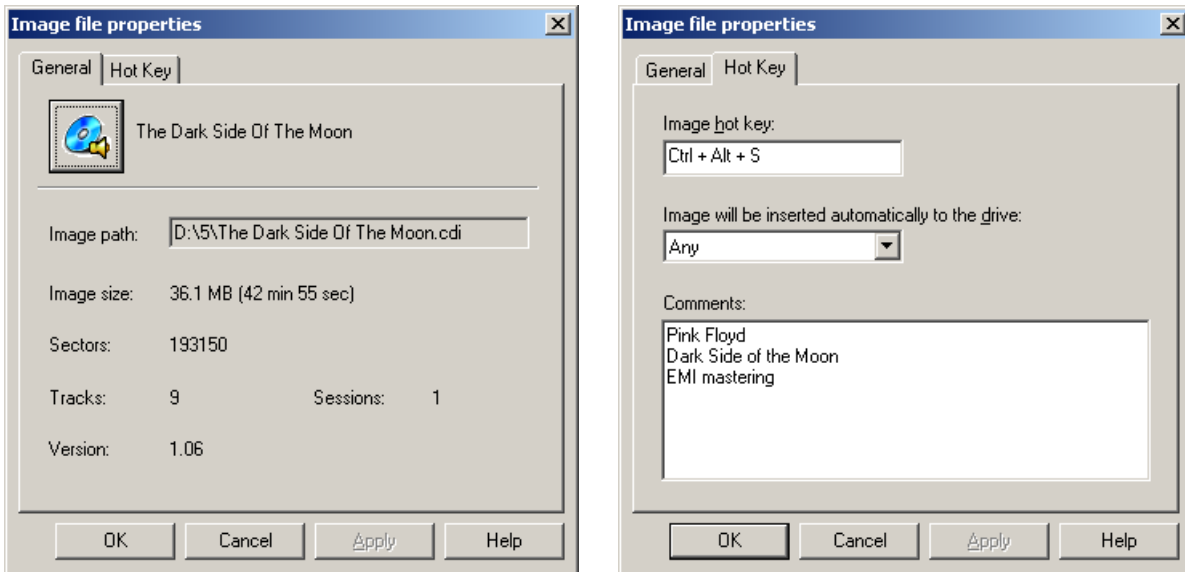 Image file properties
General Hot Key
The Dark Side Of The Moon
Image path: D:\5\The Dark Side Of The Moon.cdi
Image size: 36.1 MB (42 min 55 sec)
Sectors: 193150
Tracks: 9 Sessions: 1
Version: 1.06
OK Cancel Apply Help
Image file properties
General Hot Key
Image hot key:
Ctrl + Alt + S
Image will be inserted automatically to the drive:
Any
Comments:
Pink Floyd
Dark Side of the Moon
EMI mastering
OK Cancel Apply Help